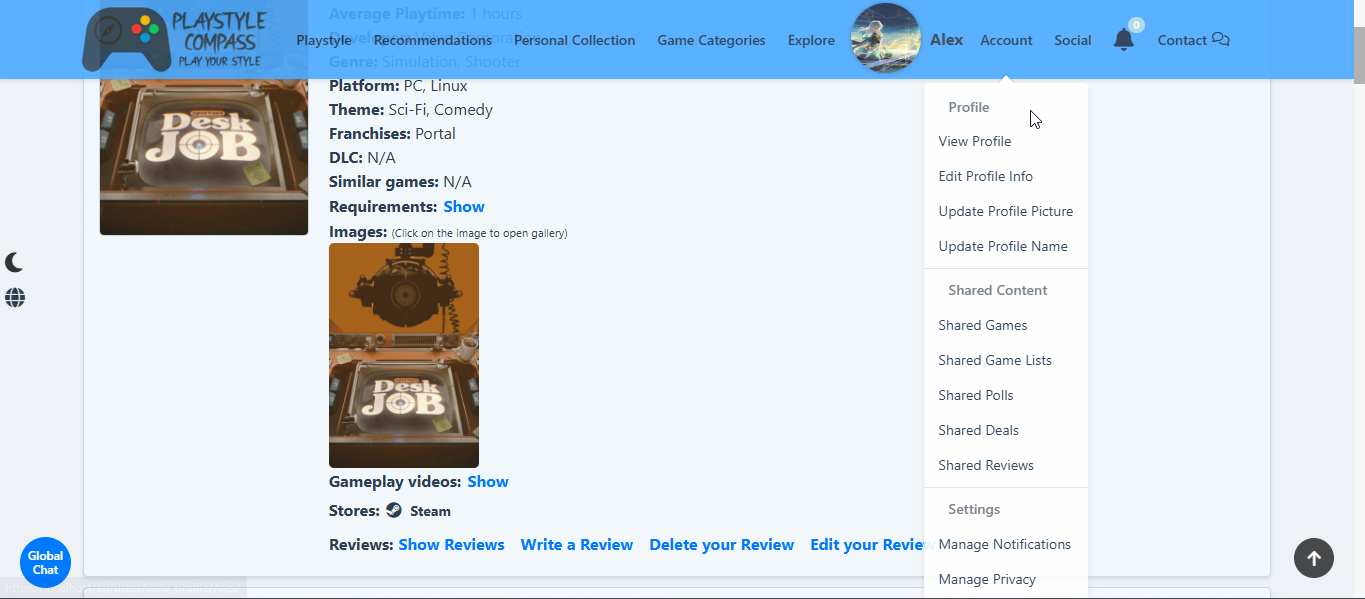 PLAYSTYLE
COMPASS
PLAY YOUR STYLE
Playstyle
Recommendations
Personal Collection
Game Categories
Explore
Alex
Account
Social
0
Contact
Average Playtime: 1 hours
Genre: Simulation, Shooter
Platform: PC, Linux
Theme: Sci-Fi, Comedy
Franchises: Portal
DLC: N/A
Similar games: N/A
Requirements: Show
Images: (Click on the image to open gallery)
Desk
JOB
Desk
JOB
Gameplay videos: Show
Stores: Steam
Reviews: Show Reviews Write a Review Delete your Review Edit your Review
Profile
View Profile
Edit Profile Info
Update Profile Picture
Update Profile Name
Shared Content
Shared Games
Shared Game Lists
Shared Polls
Shared Deals
Shared Reviews
Settings
Manage Notifications
Manage Privacy
Global
Chat